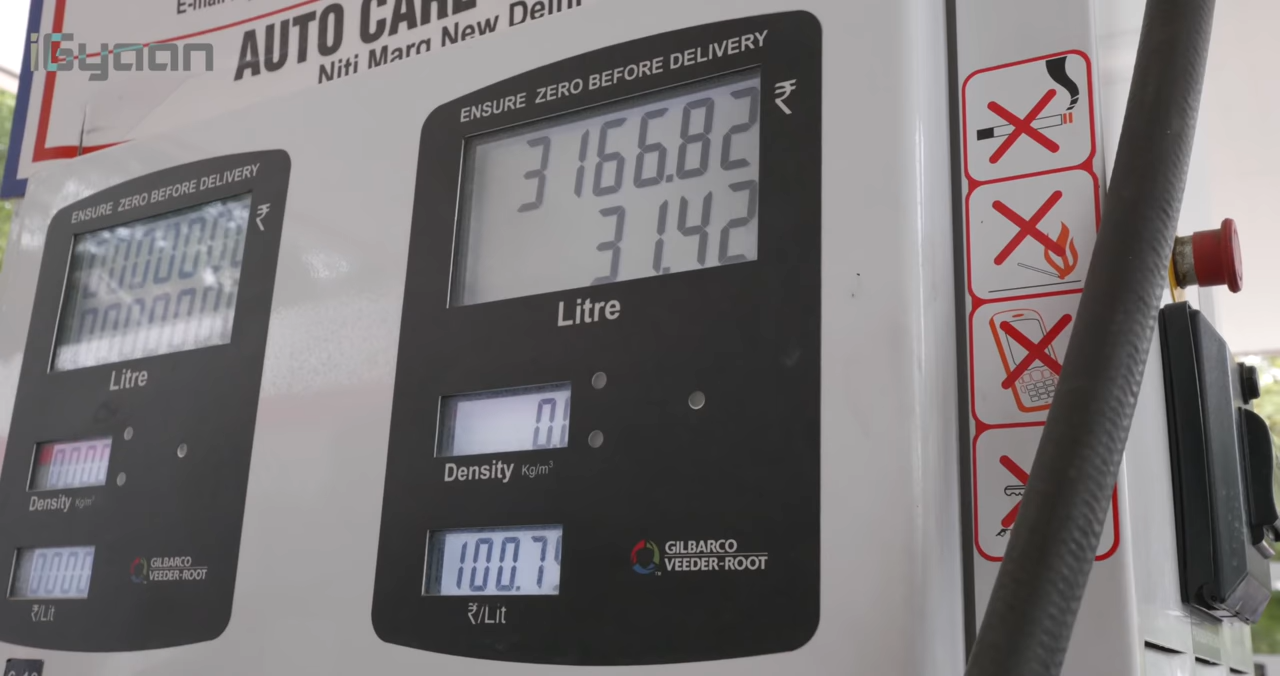 E-mail
iGyaan
AUTO CARE
Niti Marg New Delhi
ENSURE ZERO BEFORE DELIVERY
₹
Litre
Density Kg/m³
₹/Lit
GILBARCO
VEEDER-ROOT
ENSURE ZERO BEFORE DELIVERY
₹
3166.82
31.42
Litre
0.1
Density Kg/m³
100.7
₹/Lit
GILBARCO
VEEDER-ROOT